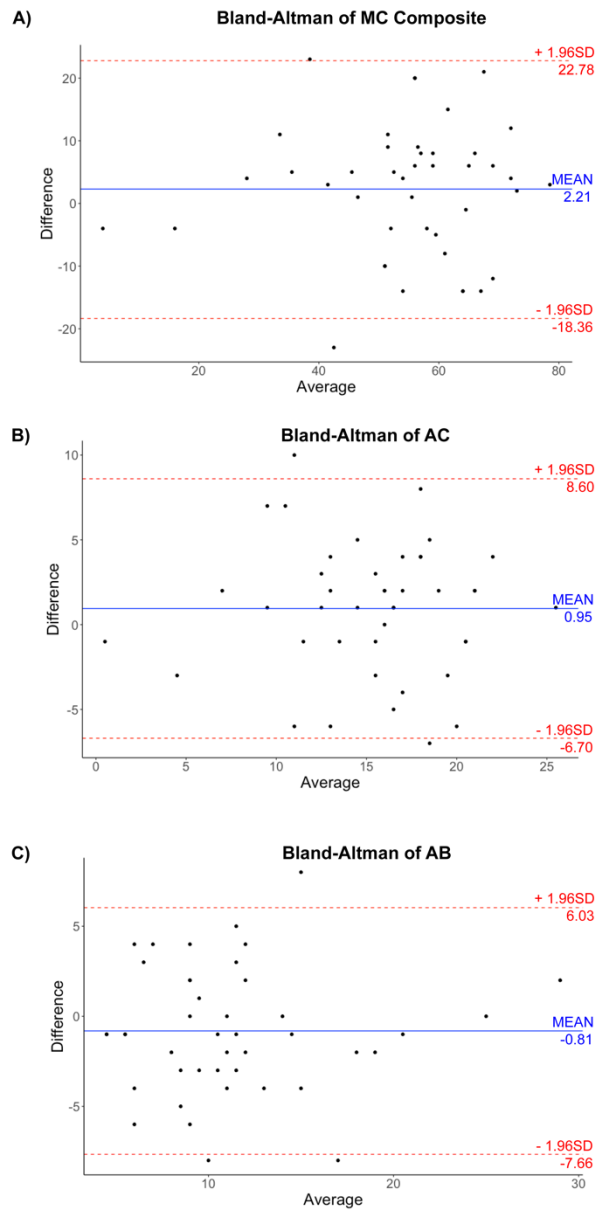 A)
Bland-Altman of MC Composite
+ 1.96SD
22.78
20
10
MEAN
2.21
0
-10
- 1.96SD
-18.36
-20
Difference
20
40
60
80
Average
B)
Bland-Altman of AC
10
+ 1.96SD
8.60
5
MEAN
0.95
0
-5
- 1.96SD
-6.70
Difference
0
5
10
15
20
25
Average
C)
Bland-Altman of AB
+ 1.96SD
6.03
5
0
MEAN
-0.81
-5
- 1.96SD
-7.66
Difference
10
20
30
Average